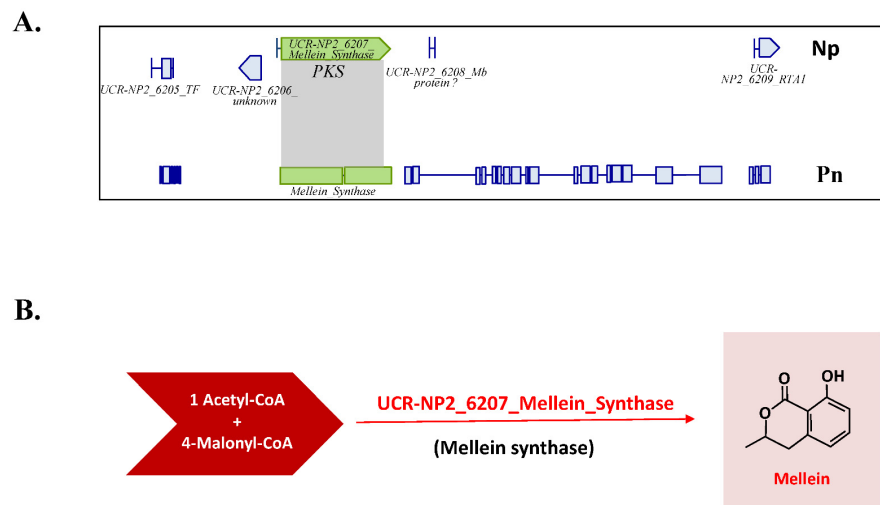 A.
UCR-NP2_6207_
Mellein_Synthase
Np
UCR-NP2_6205_TF
UCR-NP2_6206_
unknown
PKS
UCR-NP2_6208_Mb
protein ?
UCR-
NP2_6209_RTA1
Mellein_Synthase
Pn
B.
1 Acetyl-CoA
+
4-Malonyl-CoA
UCR-NP2_6207_Mellein_Synthase
(Mellein synthase)
O
OH
O
Mellein